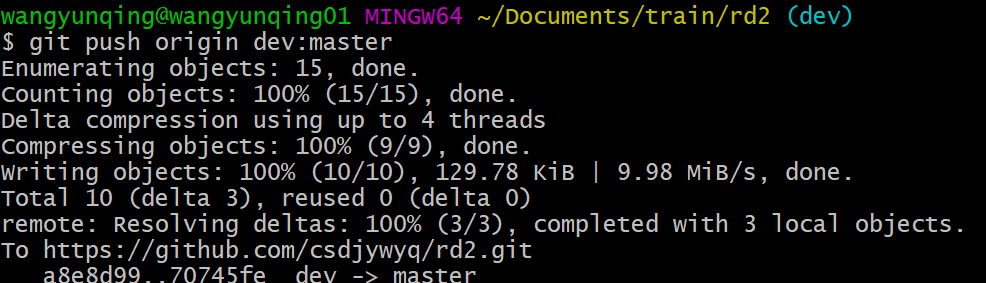 wangyunqing@wangyunqing01 MINGW64 ~/Documents/train/rd2 (dev)
$ git push origin dev:master
Enumerating objects: 15, done.
Counting objects: 100% (15/15), done.
Delta compression using up to 4 threads
Compressing objects: 100% (9/9), done.
Writing objects: 100% (10/10), 129.78 KiB | 9.98 MiB/s, done.
Total 10 (delta 3), reused 0 (delta 0)
remote: Resolving deltas: 100% (3/3), completed with 3 local objects.
To https://github.com/csdjywyq/rd2.git
   a8e8d99..70745fe  dev -> master